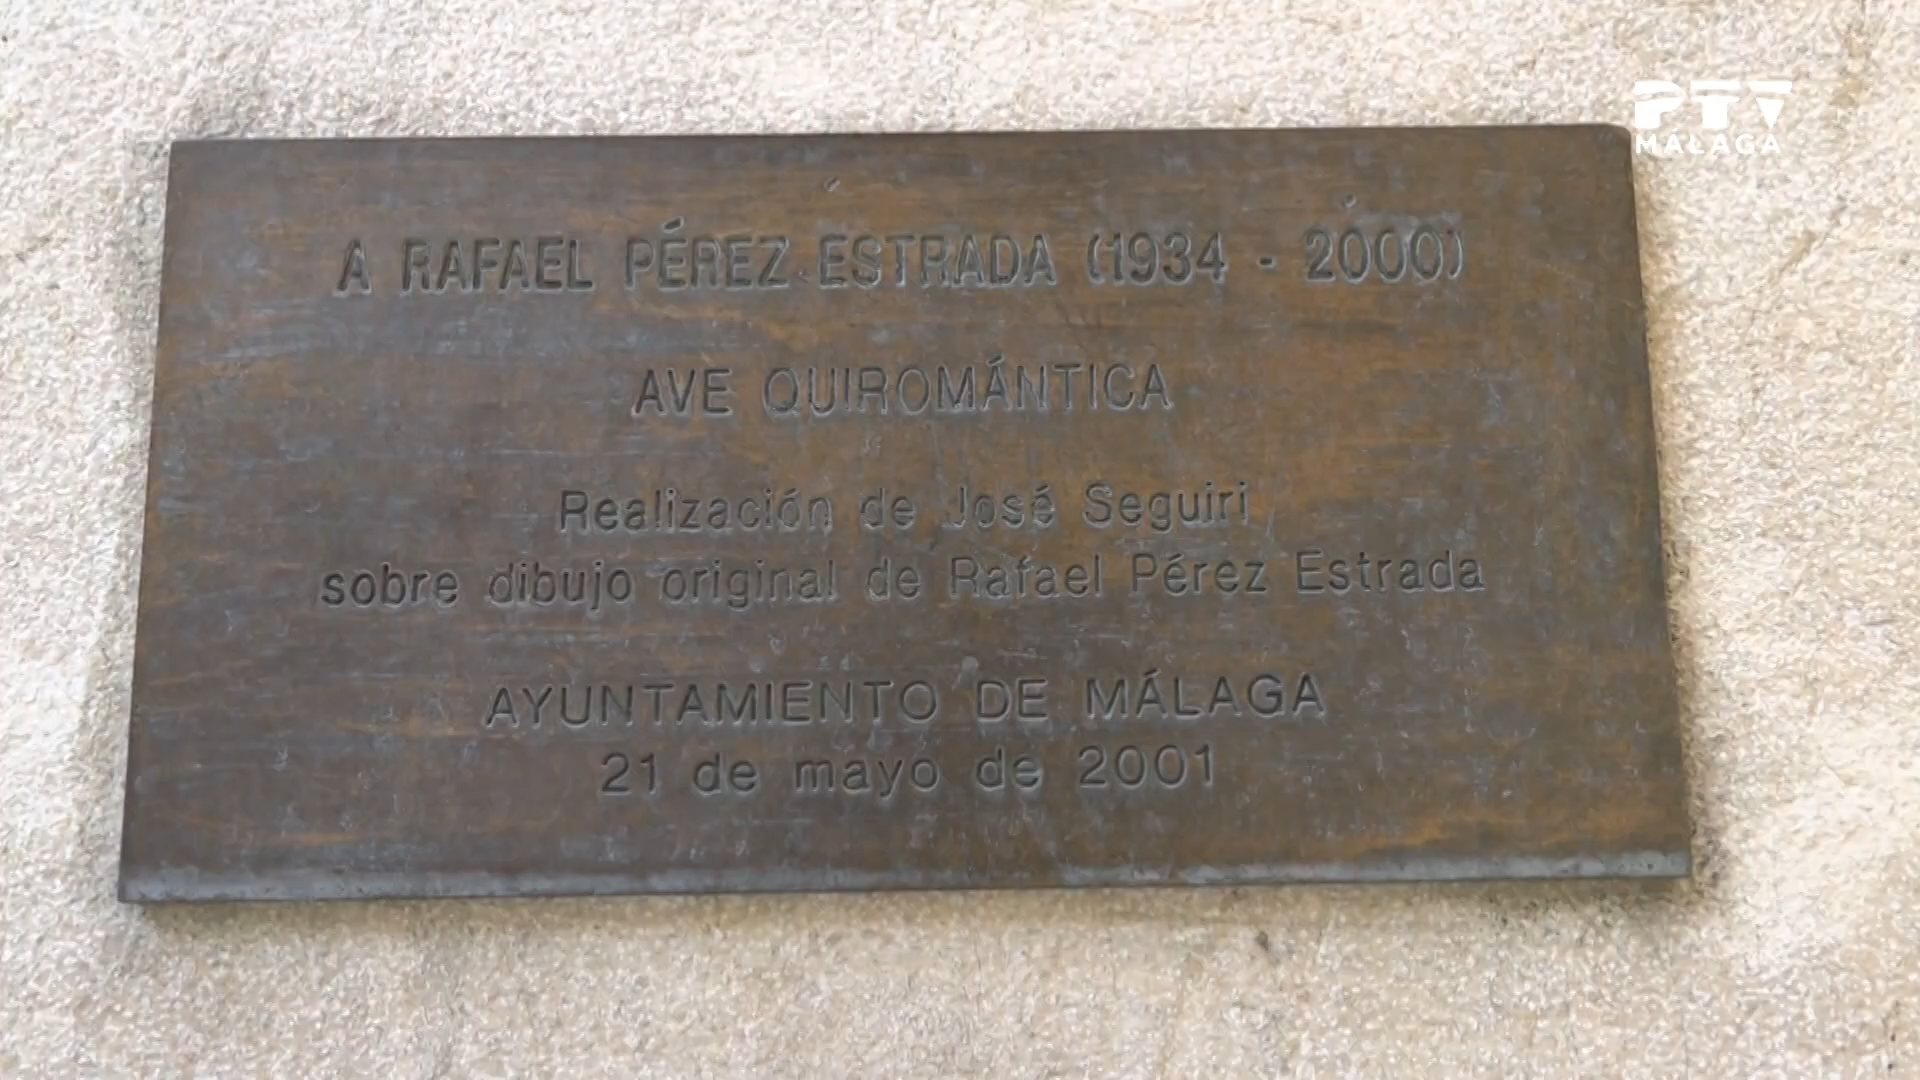 PTV
MÁLAGA
A RAFAEL PÉREZ ESTRADA (1934 - 2000)
AVE QUIROMÁNTICA
Realización de José Seguiri
sobre dibujo original de Rafael Pérez Estrada
AYUNTAMIENTO DE MÁLAGA
21 de mayo de 2001